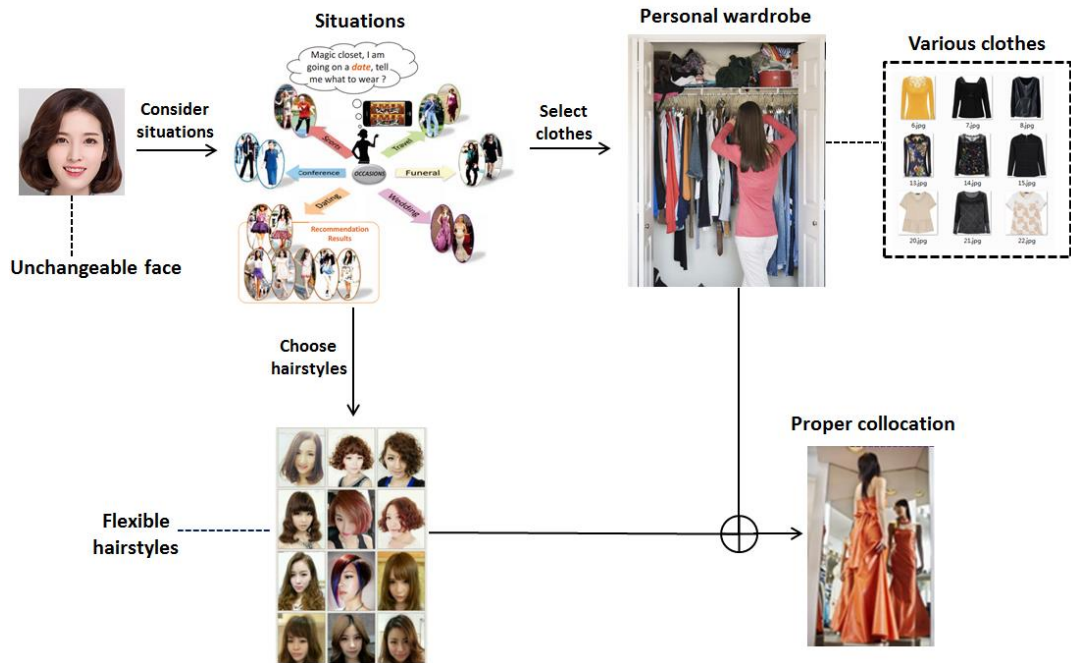 Situations
Personal wardrobe
Various clothes
Magic closet, I am
going on a date, tell
me what to wear ?
Consider
situations
Select
clothes
Sports
Travel
Conference
OCCASIONS
Funeral
Dating
Wedding
Recommendation
Results
6.jpg
7.jpg
8.jpg
13.jpg
14.jpg
15.jpg
20.jpg
21.jpg
22.jpg
Unchangeable face
Choose
hairstyles
Proper collocation
Flexible
hairstyles